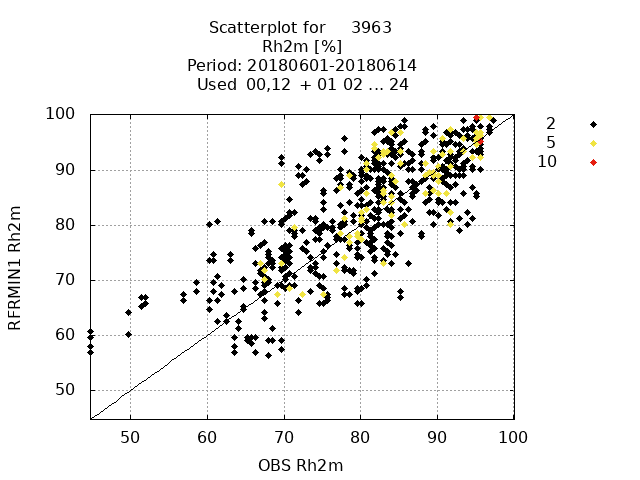 Scatterplot for 3963
Rh2m [%]
Period: 20180601-20180614
Used 00,12 + 01 02 ... 24
RFRMIN1 Rh2m
100
90
80
70
60
50
50 60 70 80 90 100
OBS Rh2m
2
5
10